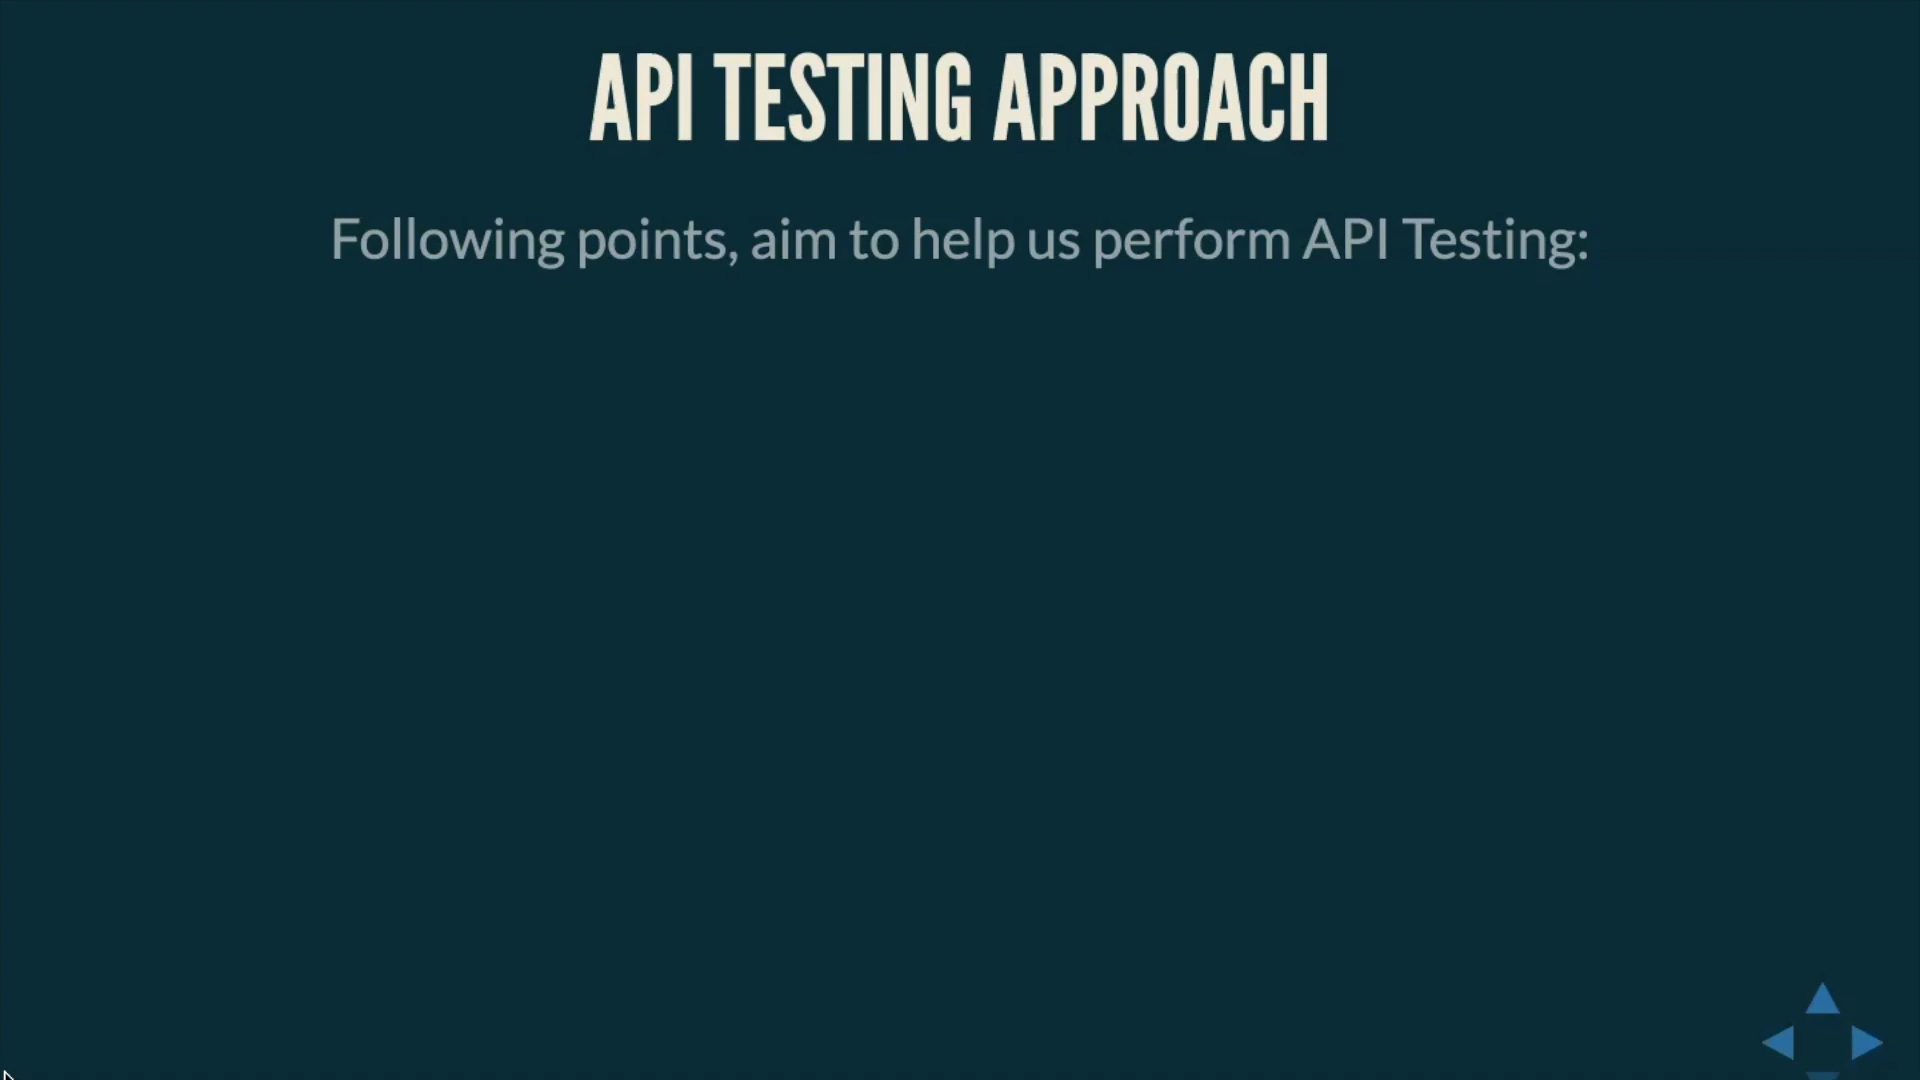 API TESTING APPROACH
Following points, aim to help us perform API Testing: